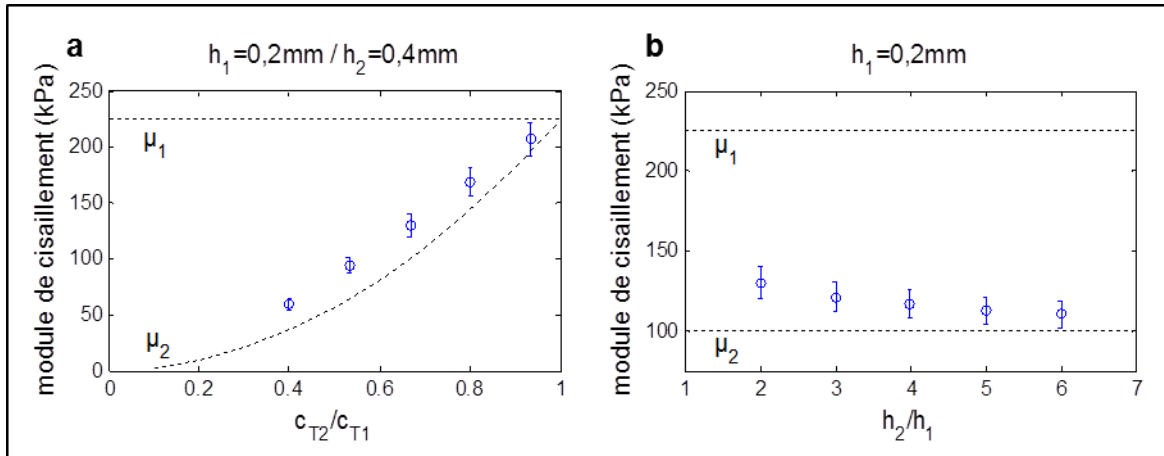 a
h1=0,2mm / h2=0,4mm
module de cisaillement (kPa)
250
200
150
100
50
0
μ1
μ2
0
0.2
0.4
0.6
0.8
1
cT2/cT1
b
h1=0,2mm
module de cisaillement (kPa)
250
200
150
100
μ1
μ2
1
2
3
4
5
6
7
h2/h1